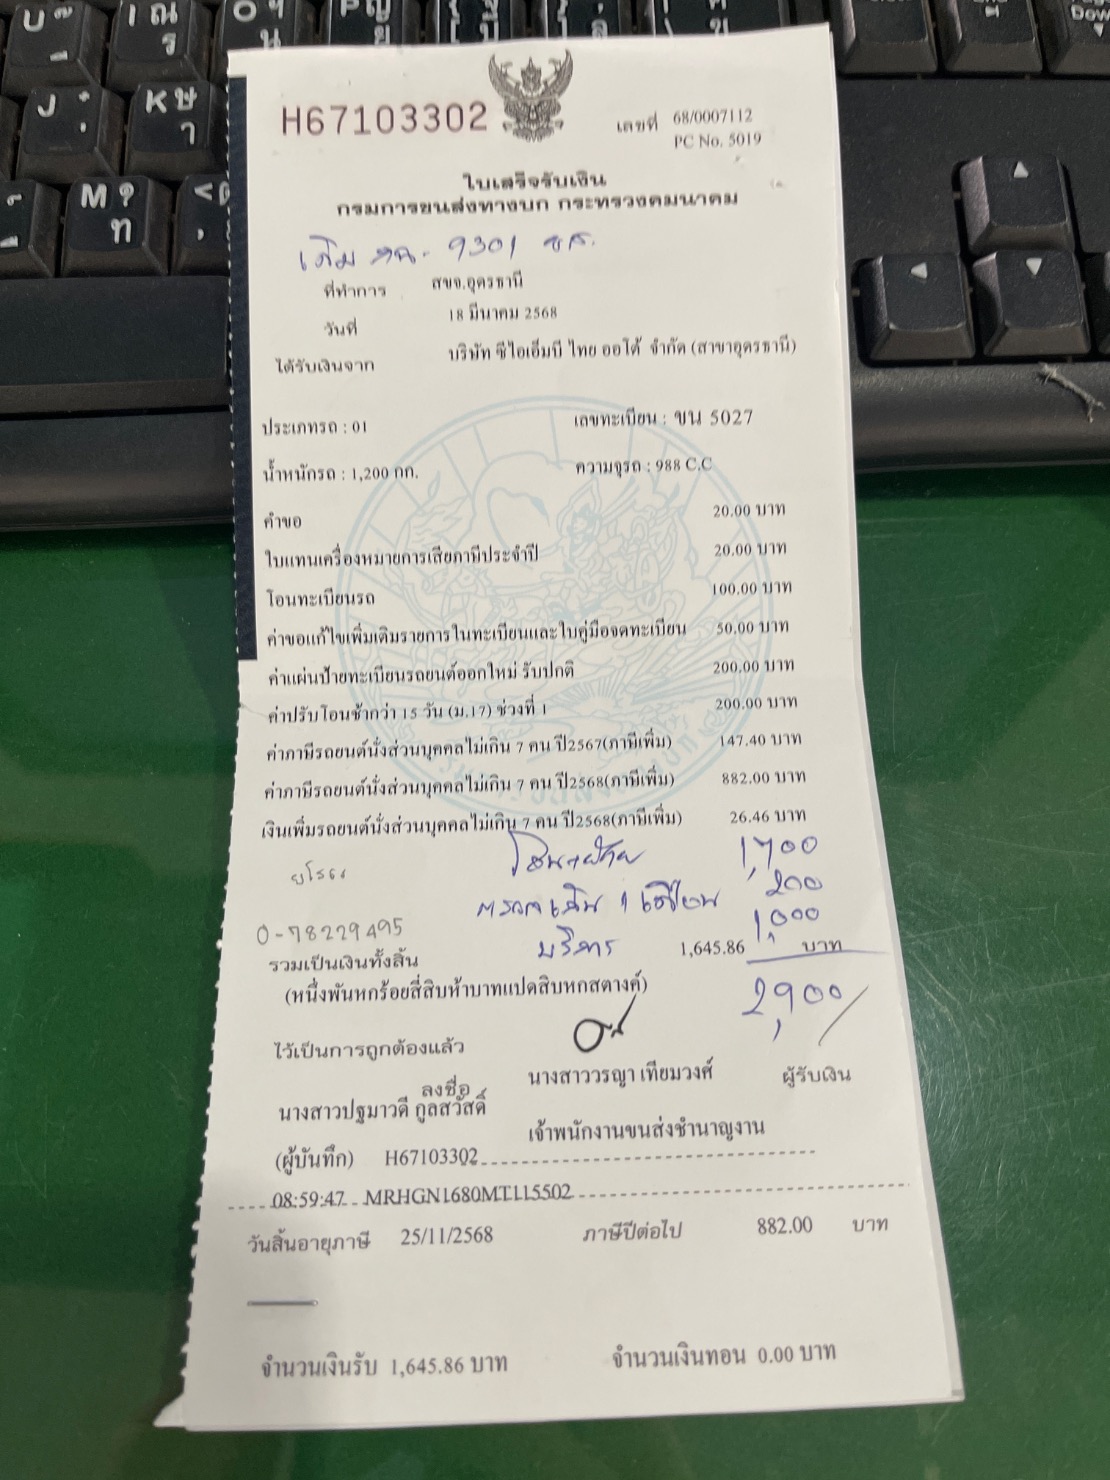 H67103302
เลขที่ 68/0007112
PC No. 5019
ใบเสร็จรับเงิน
กรมการขนส่งทางบก กระทรวงคมนาคม
เดิม 9301
ที่ทำการ สขจ.อุดรธานี
วันที่ 18 มีนาคม 2568
ได้รับเงินจาก บริษัท ซีไอเอ็มบี ไทย ออโต้ จำกัด (สาขาอุดรธานี)
ประเภทรถ : 01 เลขทะเบียน : ขน 5027
น้ำหนักรถ : 1,200 กก. ความจุรถ : 988 C.C
คำขอ 20.00 บาท
ใบแทนเครื่องหมายการเสียภาษีประจำปี 20.00 บาท
โอนทะเบียนรถ 100.00 บาท
ค่าขอแก้ไขเพิ่มเติมรายการในทะเบียนและใบคู่มือจดทะเบียน 50.00 บาท
ค่าแผ่นป้ายทะเบียนรถยนต์ออกใหม่ รับปกติ 200.00 บาท
ค่าปรับโอนช้ากว่า 15 วัน (ม.17) ช่วงที่ 1 200.00 บาท
ค่าภาษีรถยนต์นั่งส่วนบุคคลไม่เกิน 7 คน ปี2567(ภาษีเพิ่ม) 147.40 บาท
ค่าภาษีรถยนต์นั่งส่วนบุคคลไม่เกิน 7 คน ปี2568(ภาษีเพิ่ม) 882.00 บาท
เงินเพิ่มรถยนต์นั่งส่วนบุคคลไม่เกิน 7 คน ปี2568(ภาษีเพิ่ม) 26.46 บาท
1,700
ยโสธร 200
0-78229495 บริการ 1,000
รวมเป็นเงินทั้งสิ้น 1,645.86 บาท
(หนึ่งพันหกร้อยสี่สิบห้าบาทแปดสิบหกสตางค์) 2,900/
ไว้เป็นการถูกต้องแล้ว
ลงชื่อ นางสาววรญา เทียมวงศ์ ผู้รับเงิน
นางสาวปฐมาวดี กูลสวัสดิ์ เจ้าพนักงานขนส่งชำนาญงาน
(ผู้บันทึก) H67103302
08:59:47 MRHGN1680MT115502
วันสิ้นอายุภาษี 25/11/2568 ภาษีปีต่อไป 882.00 บาท
จำนวนเงินรับ 1,645.86 บาท จำนวนเงินทอน 0.00 บาท